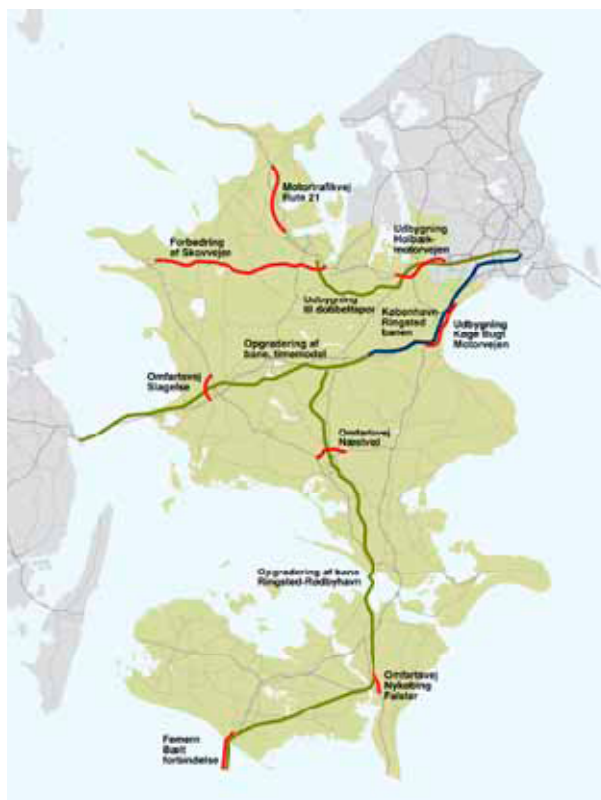 Motortrafikvej
Rute 21
Forbedring
af Skovvejen
Udbygning
Holbæk-
motorvejen
Udbygning
til dobbeltspor
København-
Ringsted
banen
Udbygning
Køge Bugt
Motorvejen
Opgradering af
bane, timemodel
Omfartsvej
Slagelse
Omfartsvej
Næstved
Opgradering af bane
Ringsted-Rødbyhavn
Omfartsvej
Nykøbing
Falster
Femern
Bælt
forbindelse